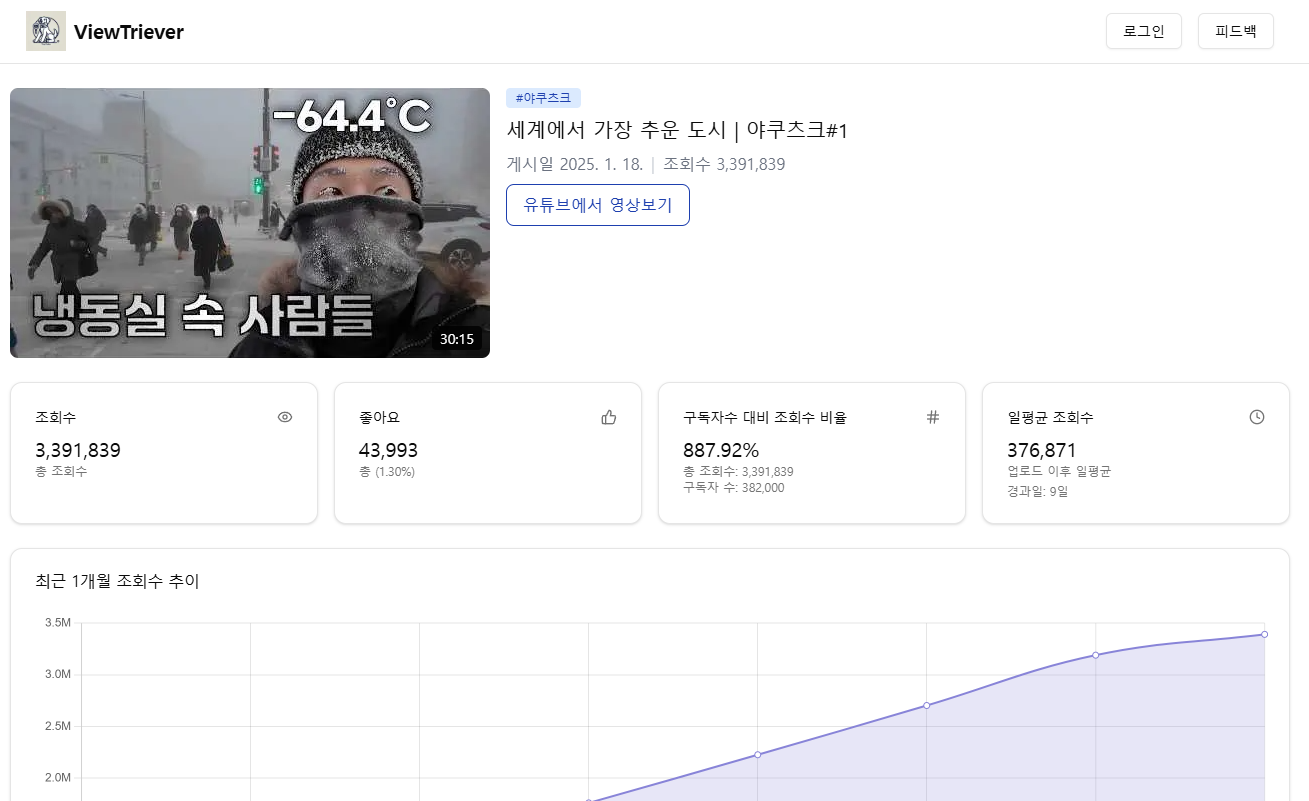 ViewTriever
로그인
피드백
-64.4°C
냉동실 속 사람들
30:15
#야쿠츠크
세계에서 가장 추운 도시 | 야쿠츠크#1
게시일 2025. 1. 18. | 조회수 3,391,839
유튜브에서 영상보기
조회수
3,391,839
총 조회수
좋아요
43,993
총 (1.30%)
구독자수 대비 조회수 비율
887.92%
총 조회수: 3,391,839
구독자 수: 382,000
일평균 조회수
376,871
업로드 이후 일평균
경과일: 9일
최근 1개월 조회수 추이
3.5M
3.0M
2.5M
2.0M